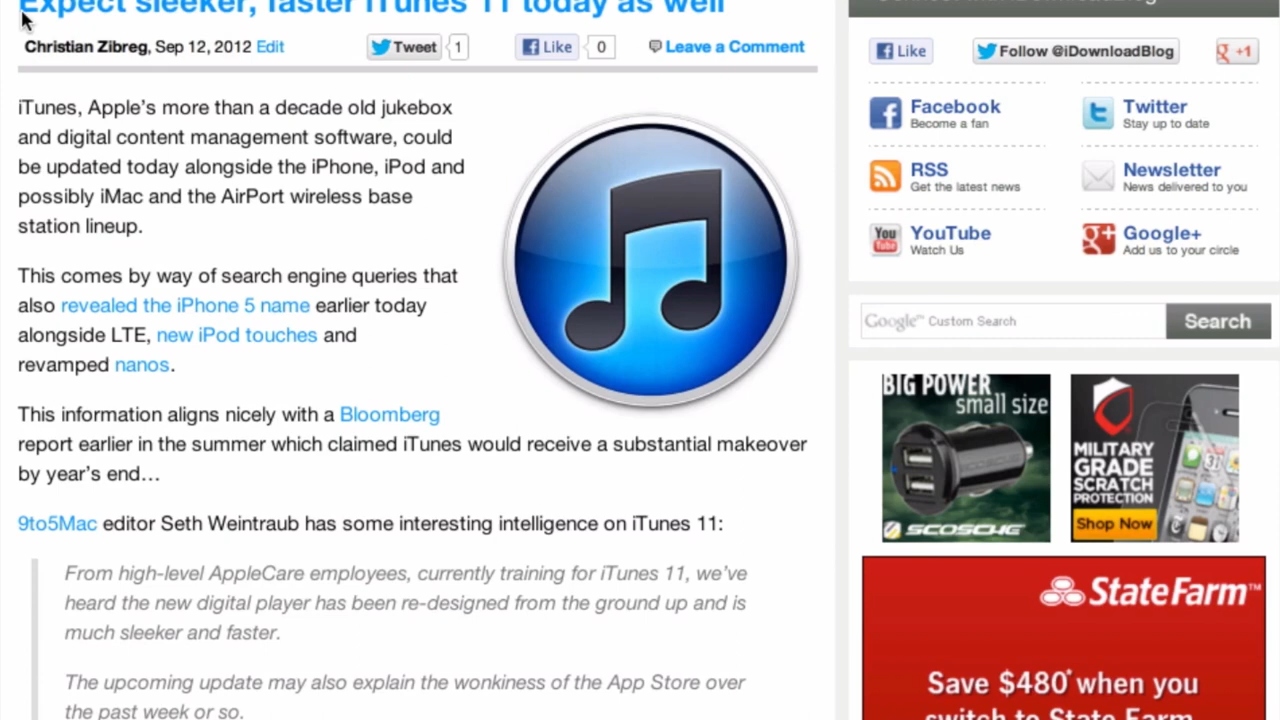 Expect sleeker, faster iTunes 11 today as well
Christian Zibreg, Sep 12, 2012 Edit
Tweet 1
Like 0
Leave a Comment
iTunes, Apple’s more than a decade old jukebox
and digital content management software, could
be updated today alongside the iPhone, iPod and
possibly iMac and the AirPort wireless base
station lineup.
This comes by way of search engine queries that
also revealed the iPhone 5 name earlier today
alongside LTE, new iPod touches and
revamped nanos.
This information aligns nicely with a Bloomberg
report earlier in the summer which claimed iTunes would receive a substantial makeover
by year’s end…
9to5Mac editor Seth Weintraub has some interesting intelligence on iTunes 11:
From high-level AppleCare employees, currently training for iTunes 11, we’ve
heard the new digital player has been re-designed from the ground up and is
much sleeker and faster.
The upcoming update may also explain the wonkiness of the App Store over
the past week or so.
Connect with iDownloadBlog
Like
Follow @iDownloadBlog
g +1
Facebook
Become a fan
Twitter
Stay up to date
RSS
Get the latest news
Newsletter
News delivered to you
You Tube
YouTube
Watch Us
g+
Google+
Add us to your circle
Google™ Custom Search
Search
BIG POWER
small size
SCOSCHE
MILITARY
GRADE
SCRATCH
PROTECTION
Shop Now
31
StateFarm™
Save $480* when you
switch to State Farm